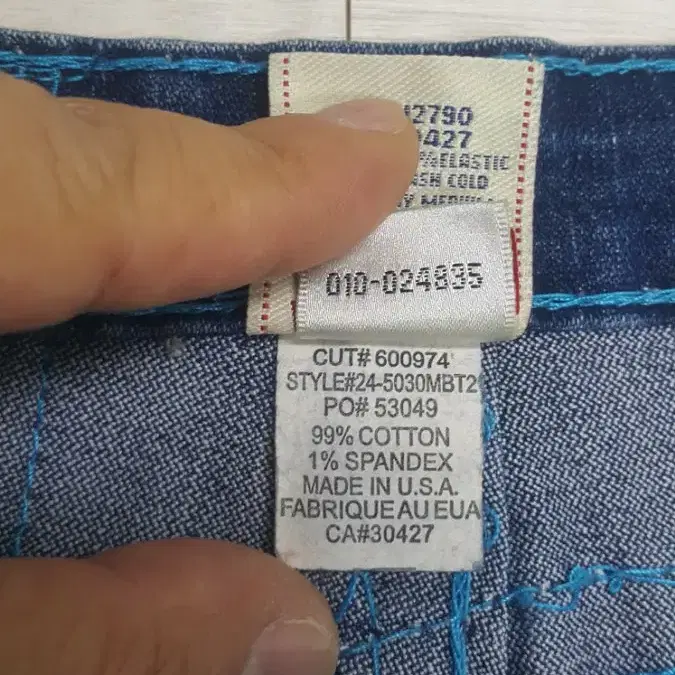 2790
0427
%ELASTIC
COLD
010-024835
CUT# 600974
STYLE#24-5030MBT2
PO# 53049
99% COTTON
1% SPANDEX
MADE IN U.S.A.
FABRIQUE AU EUA
CA#30427